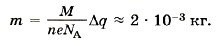 m = M / neN_A Δq ≈ 2 · 10⁻³ кг.